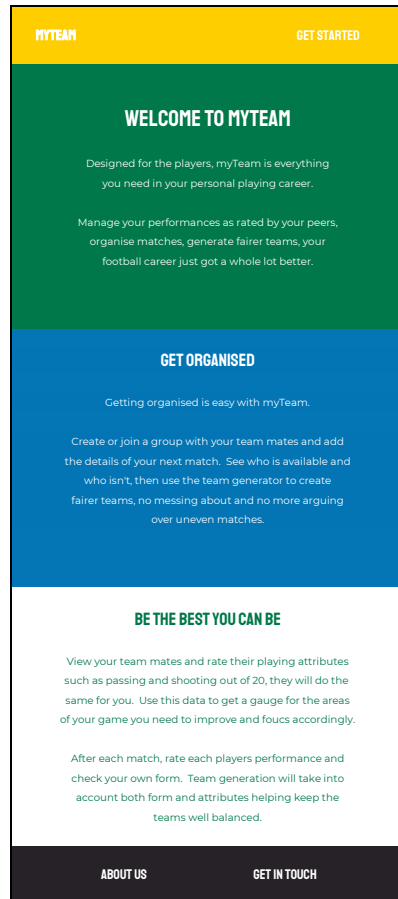 MYTEAM GET STARTED
WELCOME TO MYTEAM
Designed for the players, myTeam is everything
you need in your personal playing career.
Manage your performances as rated by your peers,
organise matches, generate fairer teams, your
football career just got a whole lot better.
GET ORGANISED
Getting organised is easy with myTeam.
Create or join a group with your team mates and add
the details of your next match.  See who is available and
who isn't, then use the team generator to create
fairer teams, no messing about and no more arguing
over uneven matches.
BE THE BEST YOU CAN BE
View your team mates and rate their playing attributes
such as passing and shooting out of 20, they will do the
same for you.  Use this data to get a gauge for the areas
of your game you need to improve and foucs accordingly.
After each match, rate each players performance and
check your own form.  Team generation will take into
account both form and attributes helping keep the
teams well balanced.
ABOUT US GET IN TOUCH